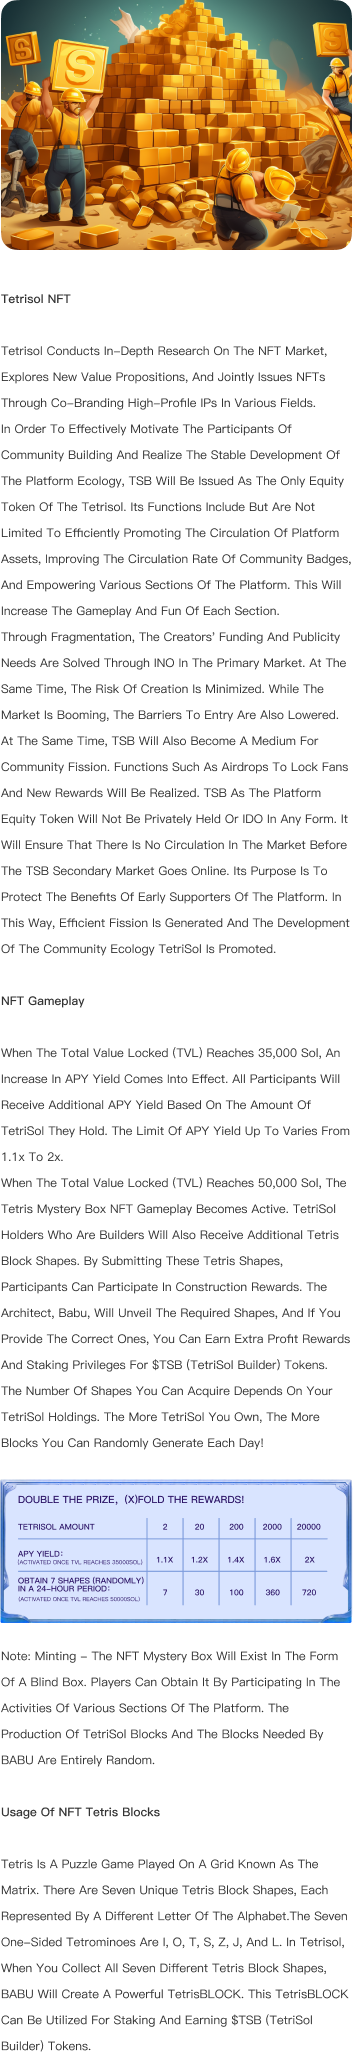 S
S
S
Tetrisol NFT
Tetrisol Conducts In-Depth Research On The NFT Market,
Explores New Value Propositions, And Jointly Issues NFTs
Through Co-Branding High-Profile IPs In Various Fields.
In Order To Effectively Motivate The Participants Of
Community Building And Realize The Stable Development Of
The Platform Ecology, TSB Will Be Issued As The Only Equity
Token Of The Tetrisol. Its Functions Include But Are Not
Limited To Efficiently Promoting The Circulation Of Platform
Assets, Improving The Circulation Rate Of Community Badges,
And Empowering Various Sections Of The Platform. This Will
Increase The Gameplay And Fun Of Each Section.
Through Fragmentation, The Creators' Funding And Publicity
Needs Are Solved Through INO In The Primary Market. At The
Same Time, The Risk Of Creation Is Minimized. While The
Market Is Booming, The Barriers To Entry Are Also Lowered.
At The Same Time, TSB Will Also Become A Medium For
Community Fission. Functions Such As Airdrops To Lock Fans
And New Rewards Will Be Realized. TSB As The Platform
Equity Token Will Not Be Privately Held Or IDO In Any Form. It
Will Ensure That There Is No Circulation In The Market Before
The TSB Secondary Market Goes Online. Its Purpose Is To
Protect The Benefits Of Early Supporters Of The Platform. In
This Way, Efficient Fission Is Generated And The Development
Of The Community Ecology TetriSol Is Promoted.
NFT Gameplay
When The Total Value Locked (TVL) Reaches 35,000 Sol, An
Increase In APY Yield Comes Into Effect. All Participants Will
Receive Additional APY Yield Based On The Amount Of
TetriSol They Hold. The Limit Of APY Yield Up To Varies From
1.1x To 2x.
When The Total Value Locked (TVL) Reaches 50,000 Sol, The
Tetris Mystery Box NFT Gameplay Becomes Active. TetriSol
Holders Who Are Builders Will Also Receive Additional Tetris
Block Shapes. By Submitting These Tetris Shapes,
Participants Can Participate In Construction Rewards. The
Architect, Babu, Will Unveil The Required Shapes, And If You
Provide The Correct Ones, You Can Earn Extra Profit Rewards
And Staking Privileges For $TSB (TetriSol Builder) Tokens.
The Number Of Shapes You Can Acquire Depends On Your
TetriSol Holdings. The More TetriSol You Own, The More
Blocks You Can Randomly Generate Each Day!
DOUBLE THE PRIZE, (X)FOLD THE REWARDS!
TETRISOL AMOUNT 2 20 200 2000 20000
APY YIELD:
(ACTIVATED ONCE TVL REACHES 35000SOL) 1.1X 1.2X 1.4X 1.6X 2X
OBTAIN 7 SHAPES (RANDOMLY)
IN A 24-HOUR PERIOD: 7 30 100 360 720
(ACTIVATED ONCE TVL REACHES 50000SOL)
Note: Minting - The NFT Mystery Box Will Exist In The Form
Of A Blind Box. Players Can Obtain It By Participating In The
Activities Of Various Sections Of The Platform. The
Production Of TetriSol Blocks And The Blocks Needed By
BABU Are Entirely Random.
Usage Of NFT Tetris Blocks
Tetris Is A Puzzle Game Played On A Grid Known As The
Matrix. There Are Seven Unique Tetris Block Shapes, Each
Represented By A Different Letter Of The Alphabet.The Seven
One-Sided Tetrominoes Are I, O, T, S, Z, J, And L. In Tetrisol,
When You Collect All Seven Different Tetris Block Shapes,
BABU Will Create A Powerful TetrisBLOCK. This TetrisBLOCK
Can Be Utilized For Staking And Earning $TSB (TetriSol
Builder) Tokens.